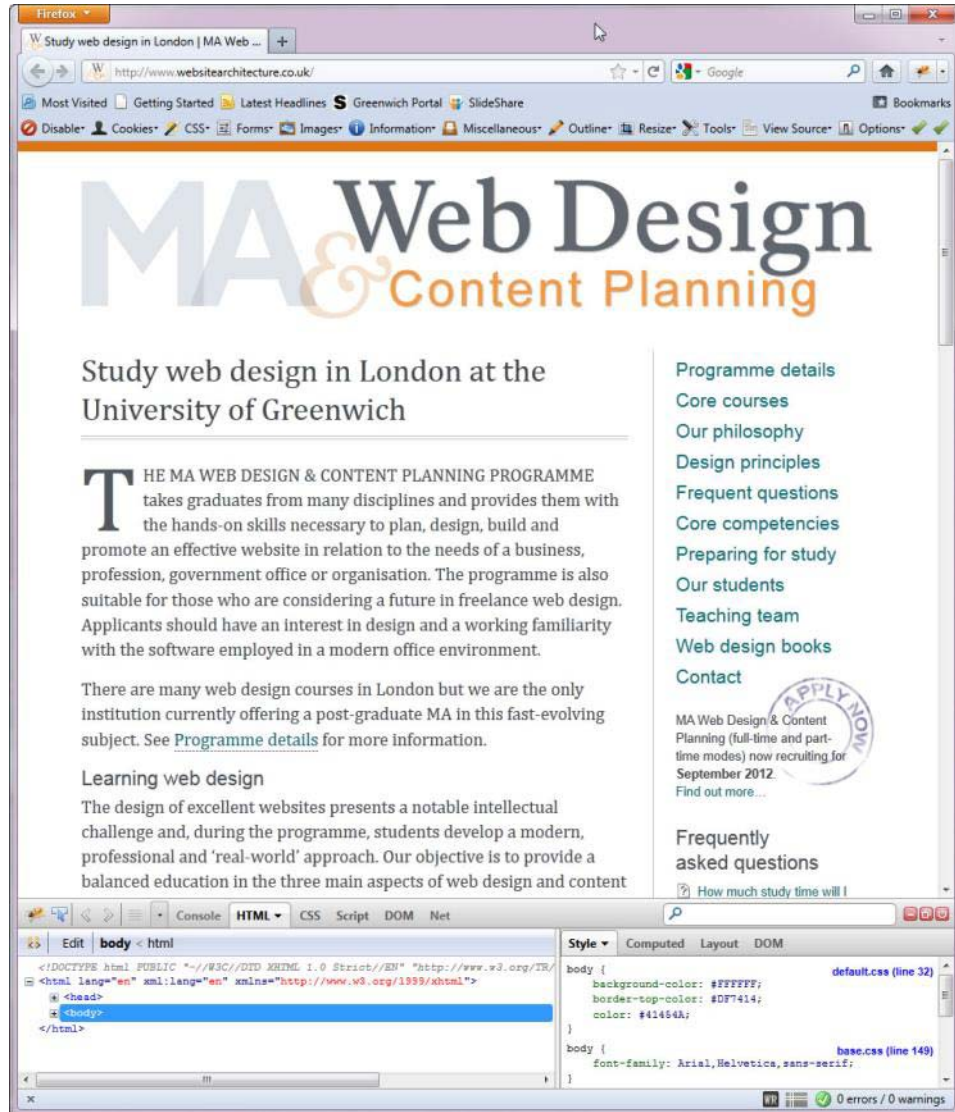 Firefox
Study web design in London | MA Web ...
http://www.websitearchitecture.co.uk/
Google
Most Visited Getting Started Latest Headlines Greenwich Portal SlideShare Bookmarks
Disable Cookies CSS Forms Images Information Miscellaneous Outline Resize Tools View Source Options
MA & Web Design
Content Planning
Study web design in London at the
University of Greenwich
THE MA WEB DESIGN & CONTENT PLANNING PROGRAMME
takes graduates from many disciplines and provides them with
the hands-on skills necessary to plan, design, build and
promote an effective website in relation to the needs of a business,
profession, government office or organisation. The programme is also
suitable for those who are considering a future in freelance web design.
Applicants should have an interest in design and a working familiarity
with the software employed in a modern office environment.
There are many web design courses in London but we are the only
institution currently offering a post-graduate MA in this fast-evolving
subject. See Programme details for more information.
Learning web design
The design of excellent websites presents a notable intellectual
challenge and, during the programme, students develop a modern,
professional and ‘real-world’ approach. Our objective is to provide a
balanced education in the three main aspects of web design and content
Programme details
Core courses
Our philosophy
Design principles
Frequent questions
Core competencies
Preparing for study
Our students
Teaching team
Web design books
Contact
APPLY NOW
MA Web Design & Content
Planning (full-time and part-
time modes) now recruiting for
September 2012.
Find out more...
Frequently
asked questions
How much study time will I
Console HTML CSS Script DOM Net
Edit body < html
<!DOCTYPE html PUBLIC "-//W3C//DTD XHTML 1.0 Strict//EN" "http://www.w3.org/TR/
<html lang="en" xml:lang="en" xmlns="http://www.w3.org/1999/xhtml">
<head>
<body>
</html>
Style Computed Layout DOM
body { default.css (line 32)
background-color: #FFFFFF;
border-top-color: #DF7414;
color: #41454A;
}
body { base.css (line 149)
font-family: Arial,Helvetica,sans-serif;
}
0 errors / 0 warnings